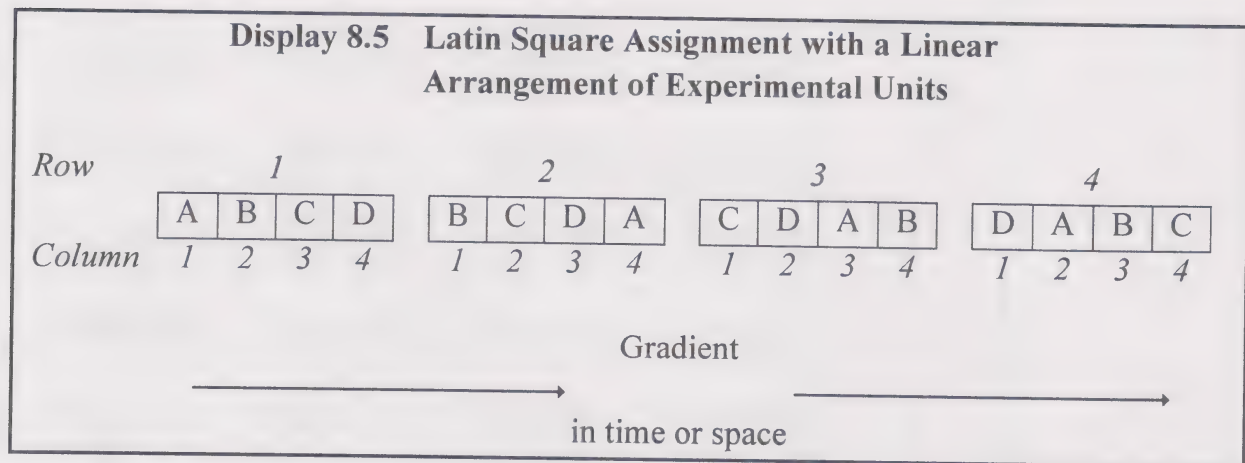 Display 8.5 Latin Square Assignment with a Linear
Arrangement of Experimental Units
Row 1 2 3 4
A B C D B C D A C D A B D A B C
Column 1 2 3 4 1 2 3 4 1 2 3 4 1 2 3 4
Gradient
in time or space